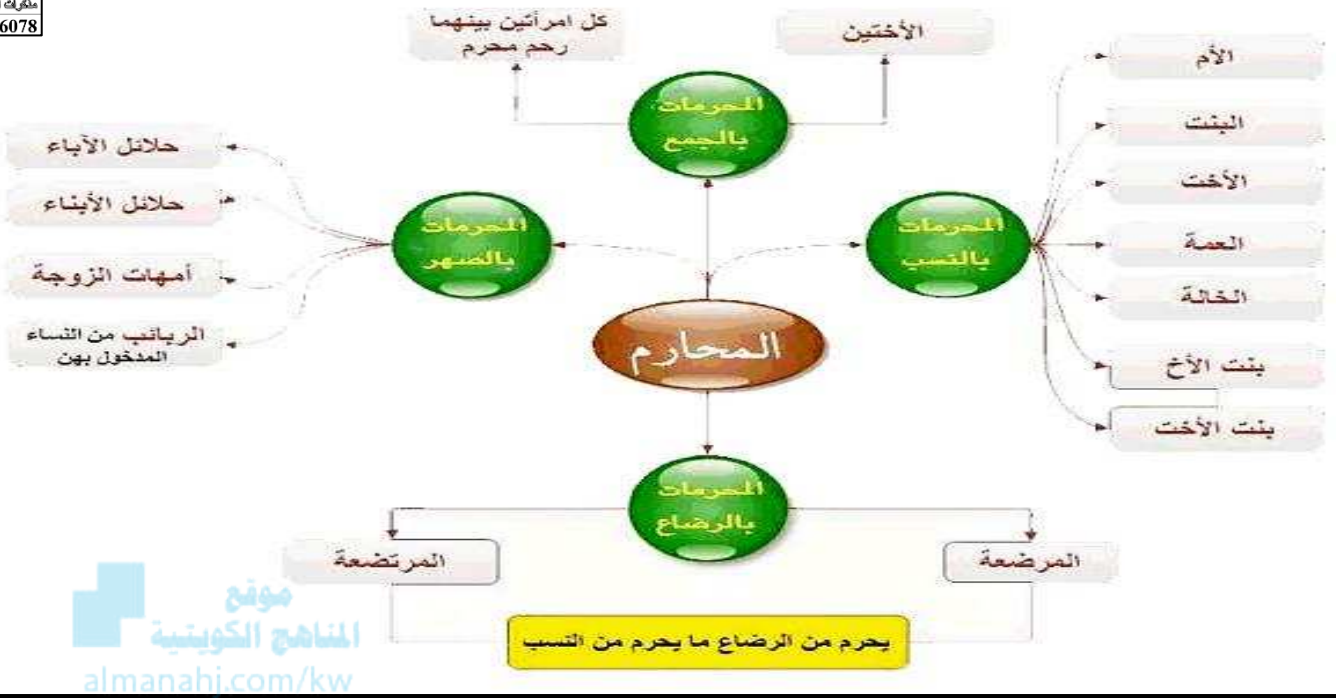 مذكرات
6078
كل امرأتين بينهما
رحم محرم
الأختين
المحرمات
بالجمع
الأم
البنت
الأخت
العمة
الخالة
بنت الأخ
بنت الأخت
المحرمات
بالنسب
المحرمات
بالصهر
حلائل الآباء
حلائل الأبناء
أمهات الزوجة
الربائب من النساء
المدخول بهن
المحارم
المحرمات
بالرضاع
المرضعة
المرتضعة
يحرم من الرضاع ما يحرم من النسب
موقع
المناهج الكويتية
almanahj.com/kw